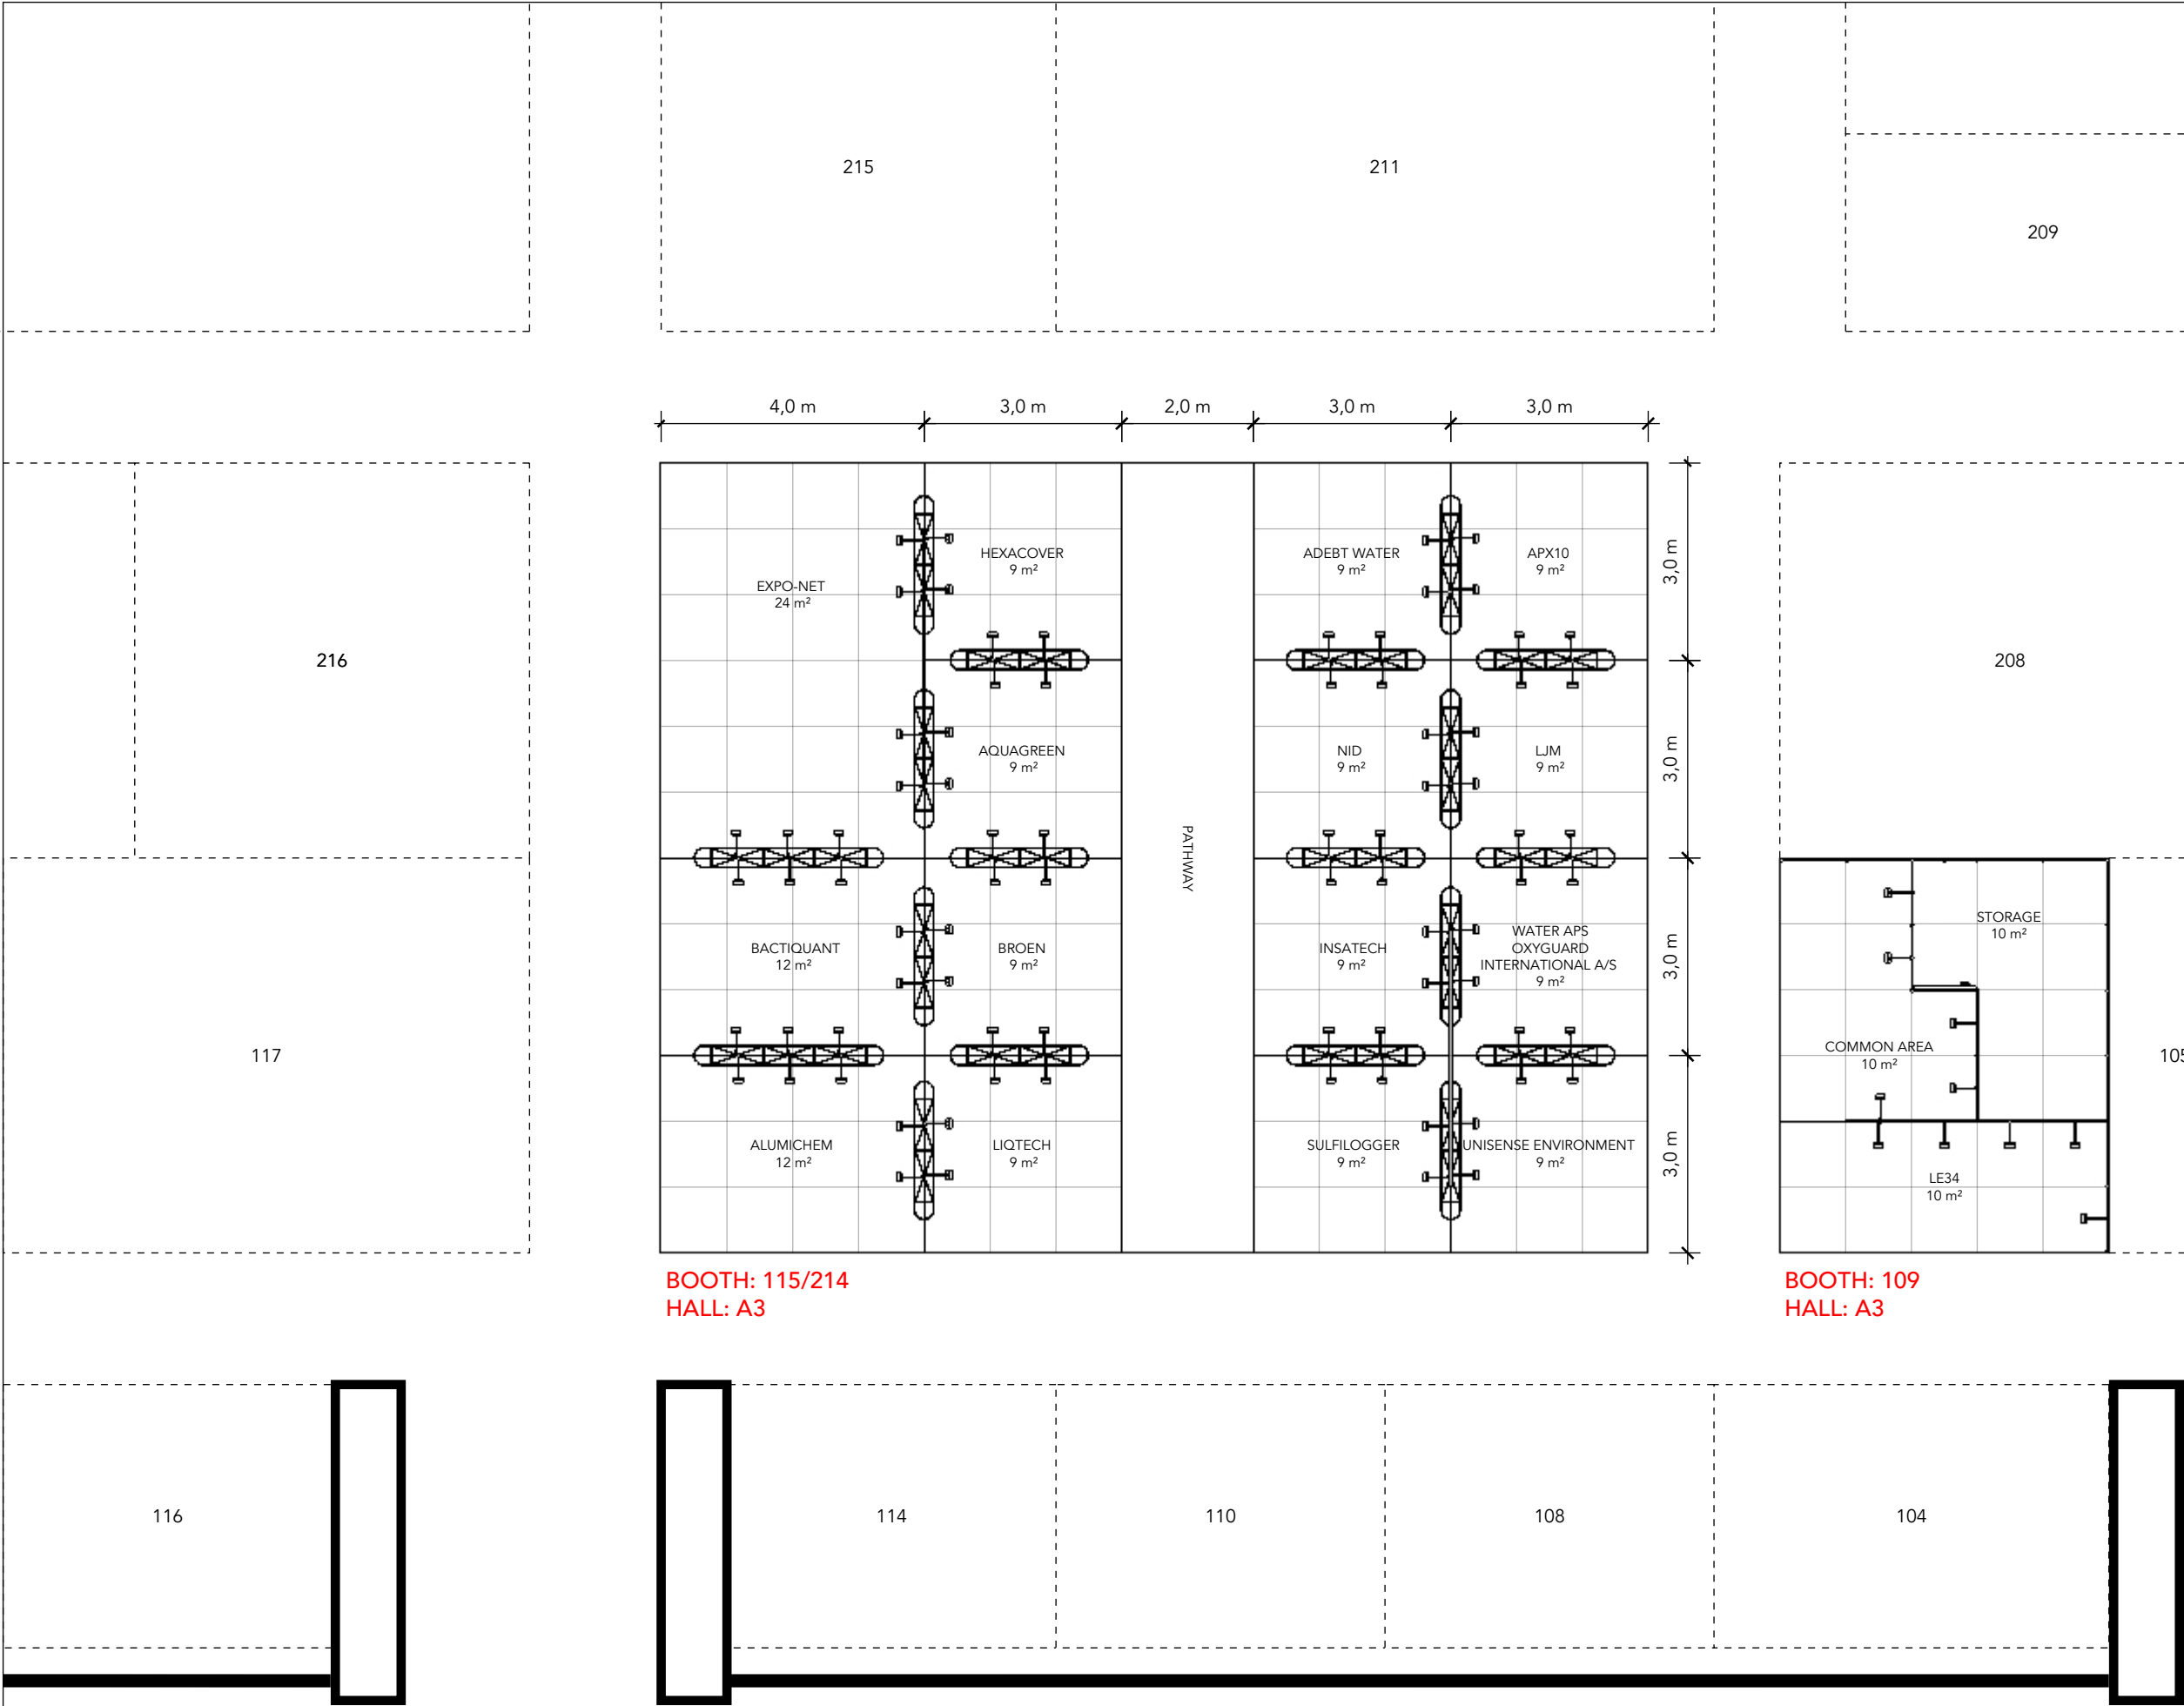 215
211
209
4,0 m
3,0 m
2,0 m
3,0 m
3,0 m
216
208
117
EXPO-NET
24 m²
HEXACOVER
9 m²
ADEBT WATER
9 m²
APX10
9 m²
3,0 m
AQUAGREEN
9 m²
NID
9 m²
LJM
9 m²
3,0 m
PATHWAY
BACTIQUANT
12 m²
BROEN
9 m²
INSATECH
9 m²
WATER APS
OXYGUARD
INTERNATIONAL A/S
9 m²
3,0 m
ALUMICHEM
12 m²
LIQTECH
9 m²
SULFILOGGER
9 m²
UNISENSE ENVIRONMENT
9 m²
3,0 m
STORAGE
10 m²
COMMON AREA
10 m²
105
LE34
10 m²
BOOTH: 115/214
HALL: A3
BOOTH: 109
HALL: A3
116
114
110
108
104